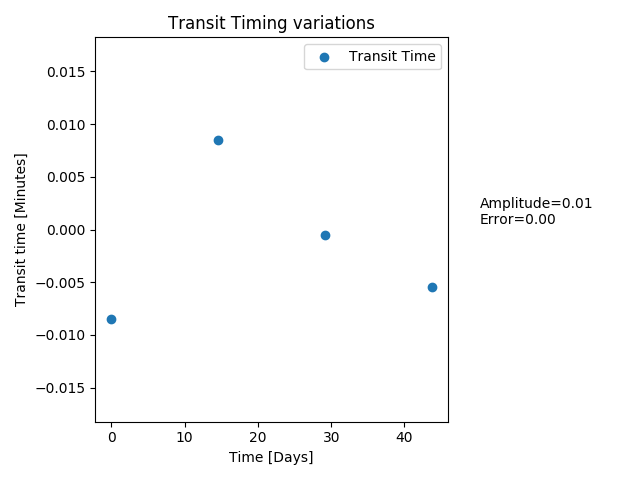 Transit Timing variations
Transit Time
0.015
0.010
0.005
0.000
−0.005
−0.010
−0.015
Transit time [Minutes]
Amplitude=0.01
Error=0.00
0 10 20 30 40
Time [Days]